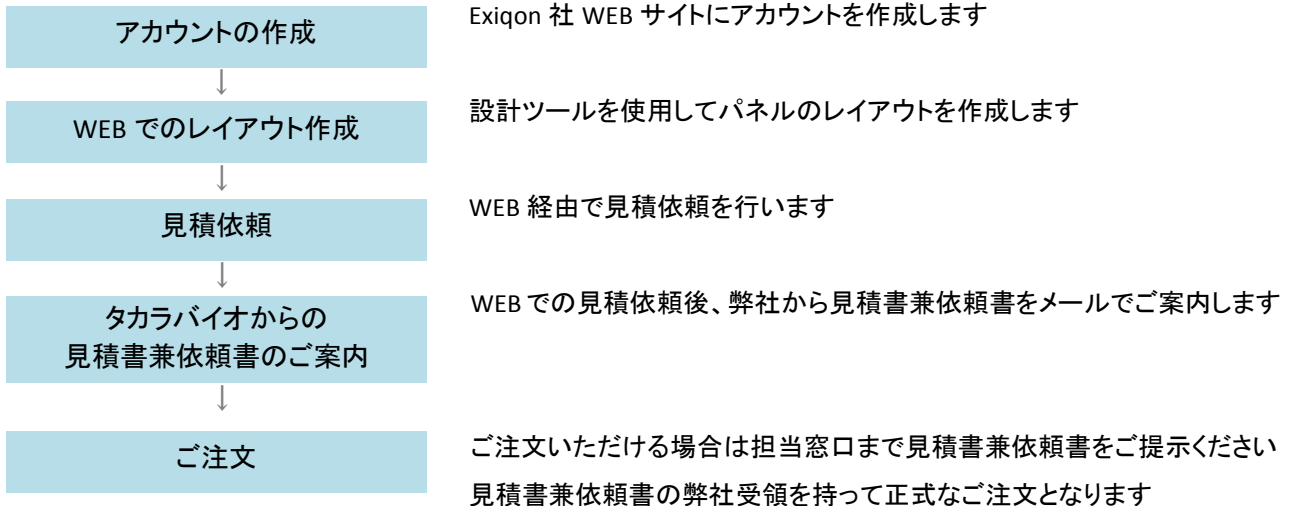 アカウントの作成
Exiqon 社 WEB サイトにアカウントを作成します
↓
WEB でのレイアウト作成
設計ツールを使用してパネルのレイアウトを作成します
↓
見積依頼
WEB 経由で見積依頼を行います
↓
タカラバイオからの
見積書兼依頼書のご案内
WEB での見積依頼後、弊社から見積書兼依頼書をメールでご案内します
↓
ご注文
ご注文いただける場合は担当窓口まで見積書兼依頼書をご提示ください
見積書兼依頼書の弊社受領を持って正式なご注文となります